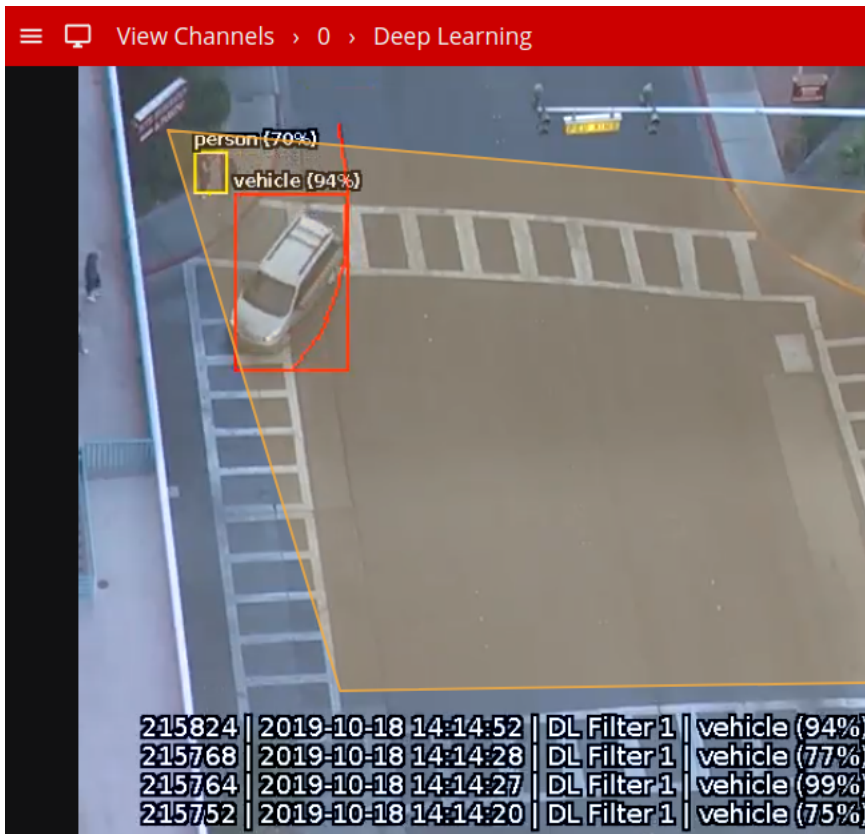 View Channels › 0 › Deep Learning
person (70%)
vehicle (94%)
PED XING
215824 | 2019-10-18 14:14:52 | DL Filter 1 | vehicle (94%)
215768 | 2019-10-18 14:14:28 | DL Filter 1 | vehicle (77%)
215764 | 2019-10-18 14:14:27 | DL Filter 1 | vehicle (99%)
215752 | 2019-10-18 14:14:20 | DL Filter 1 | vehicle (75%)